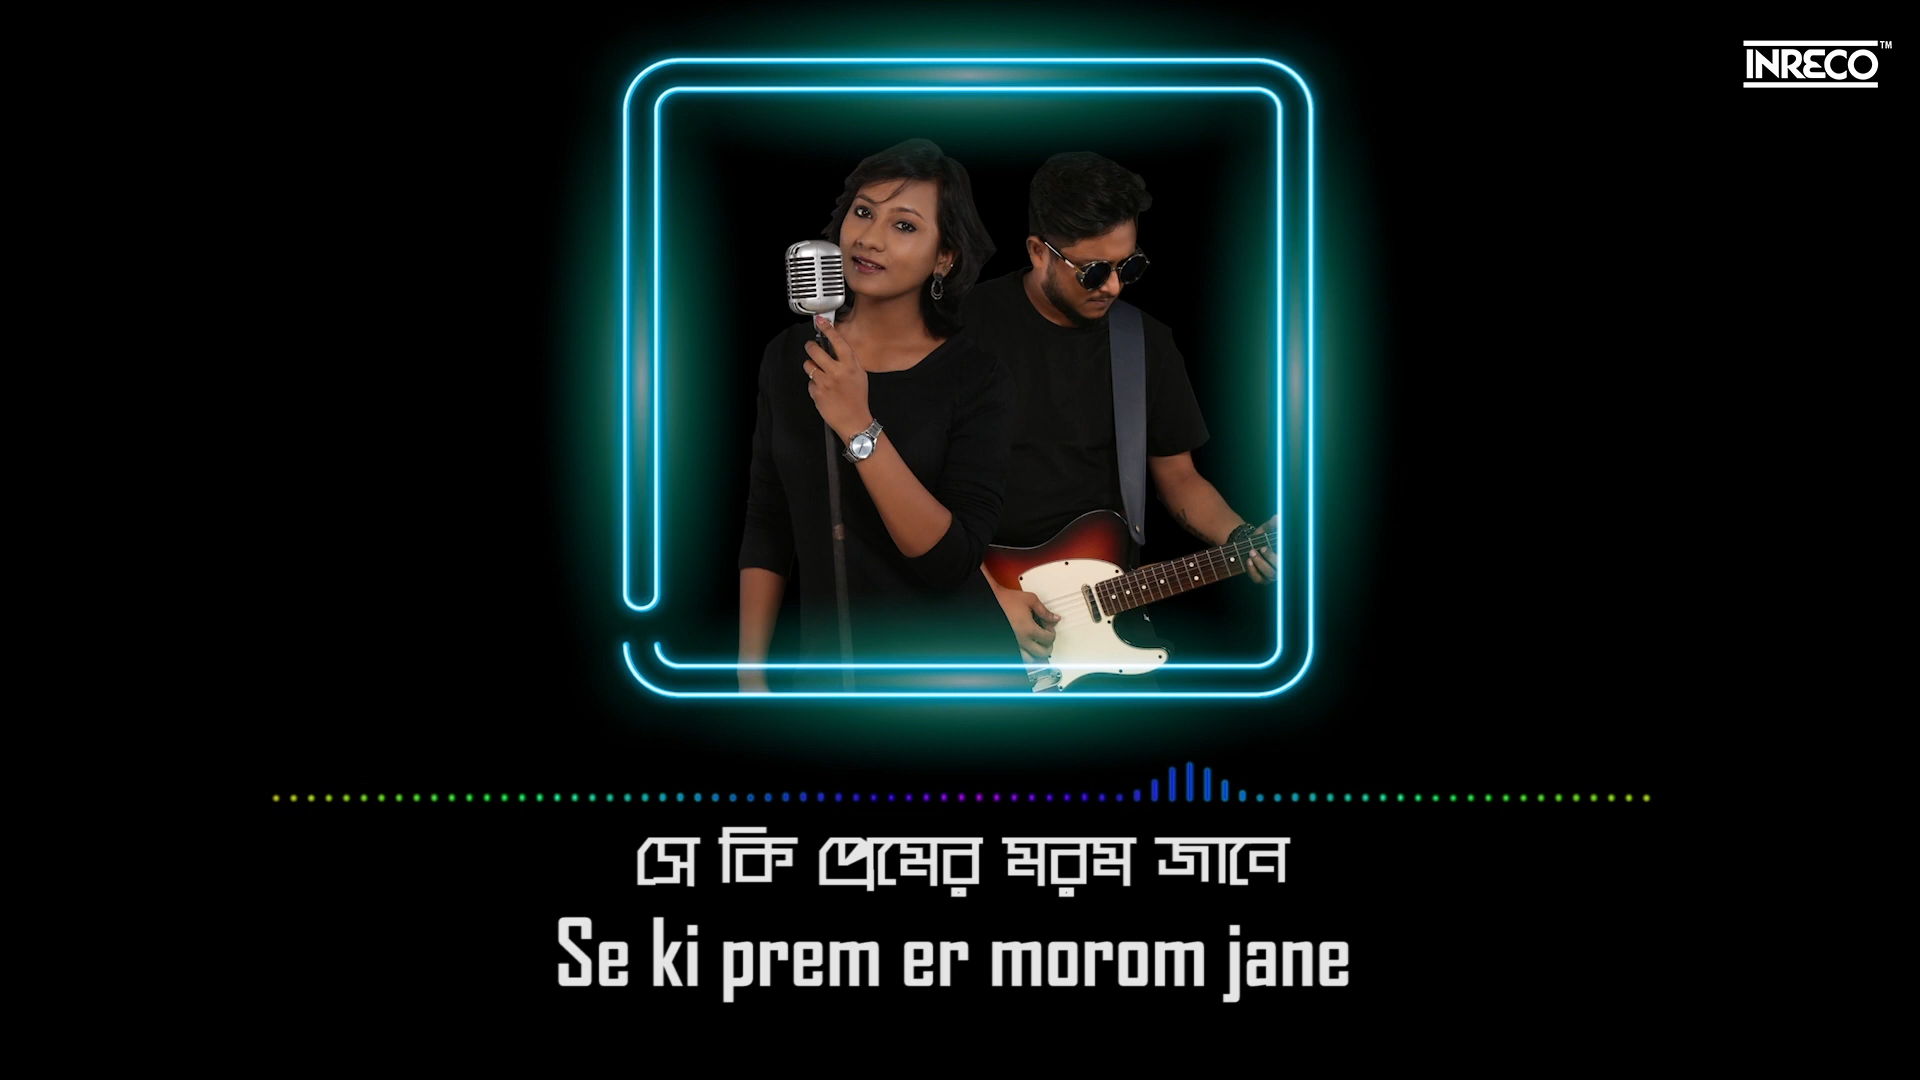 INRECO™
সে কি প্রেমের মরম জানে
Se ki prem er morom jane